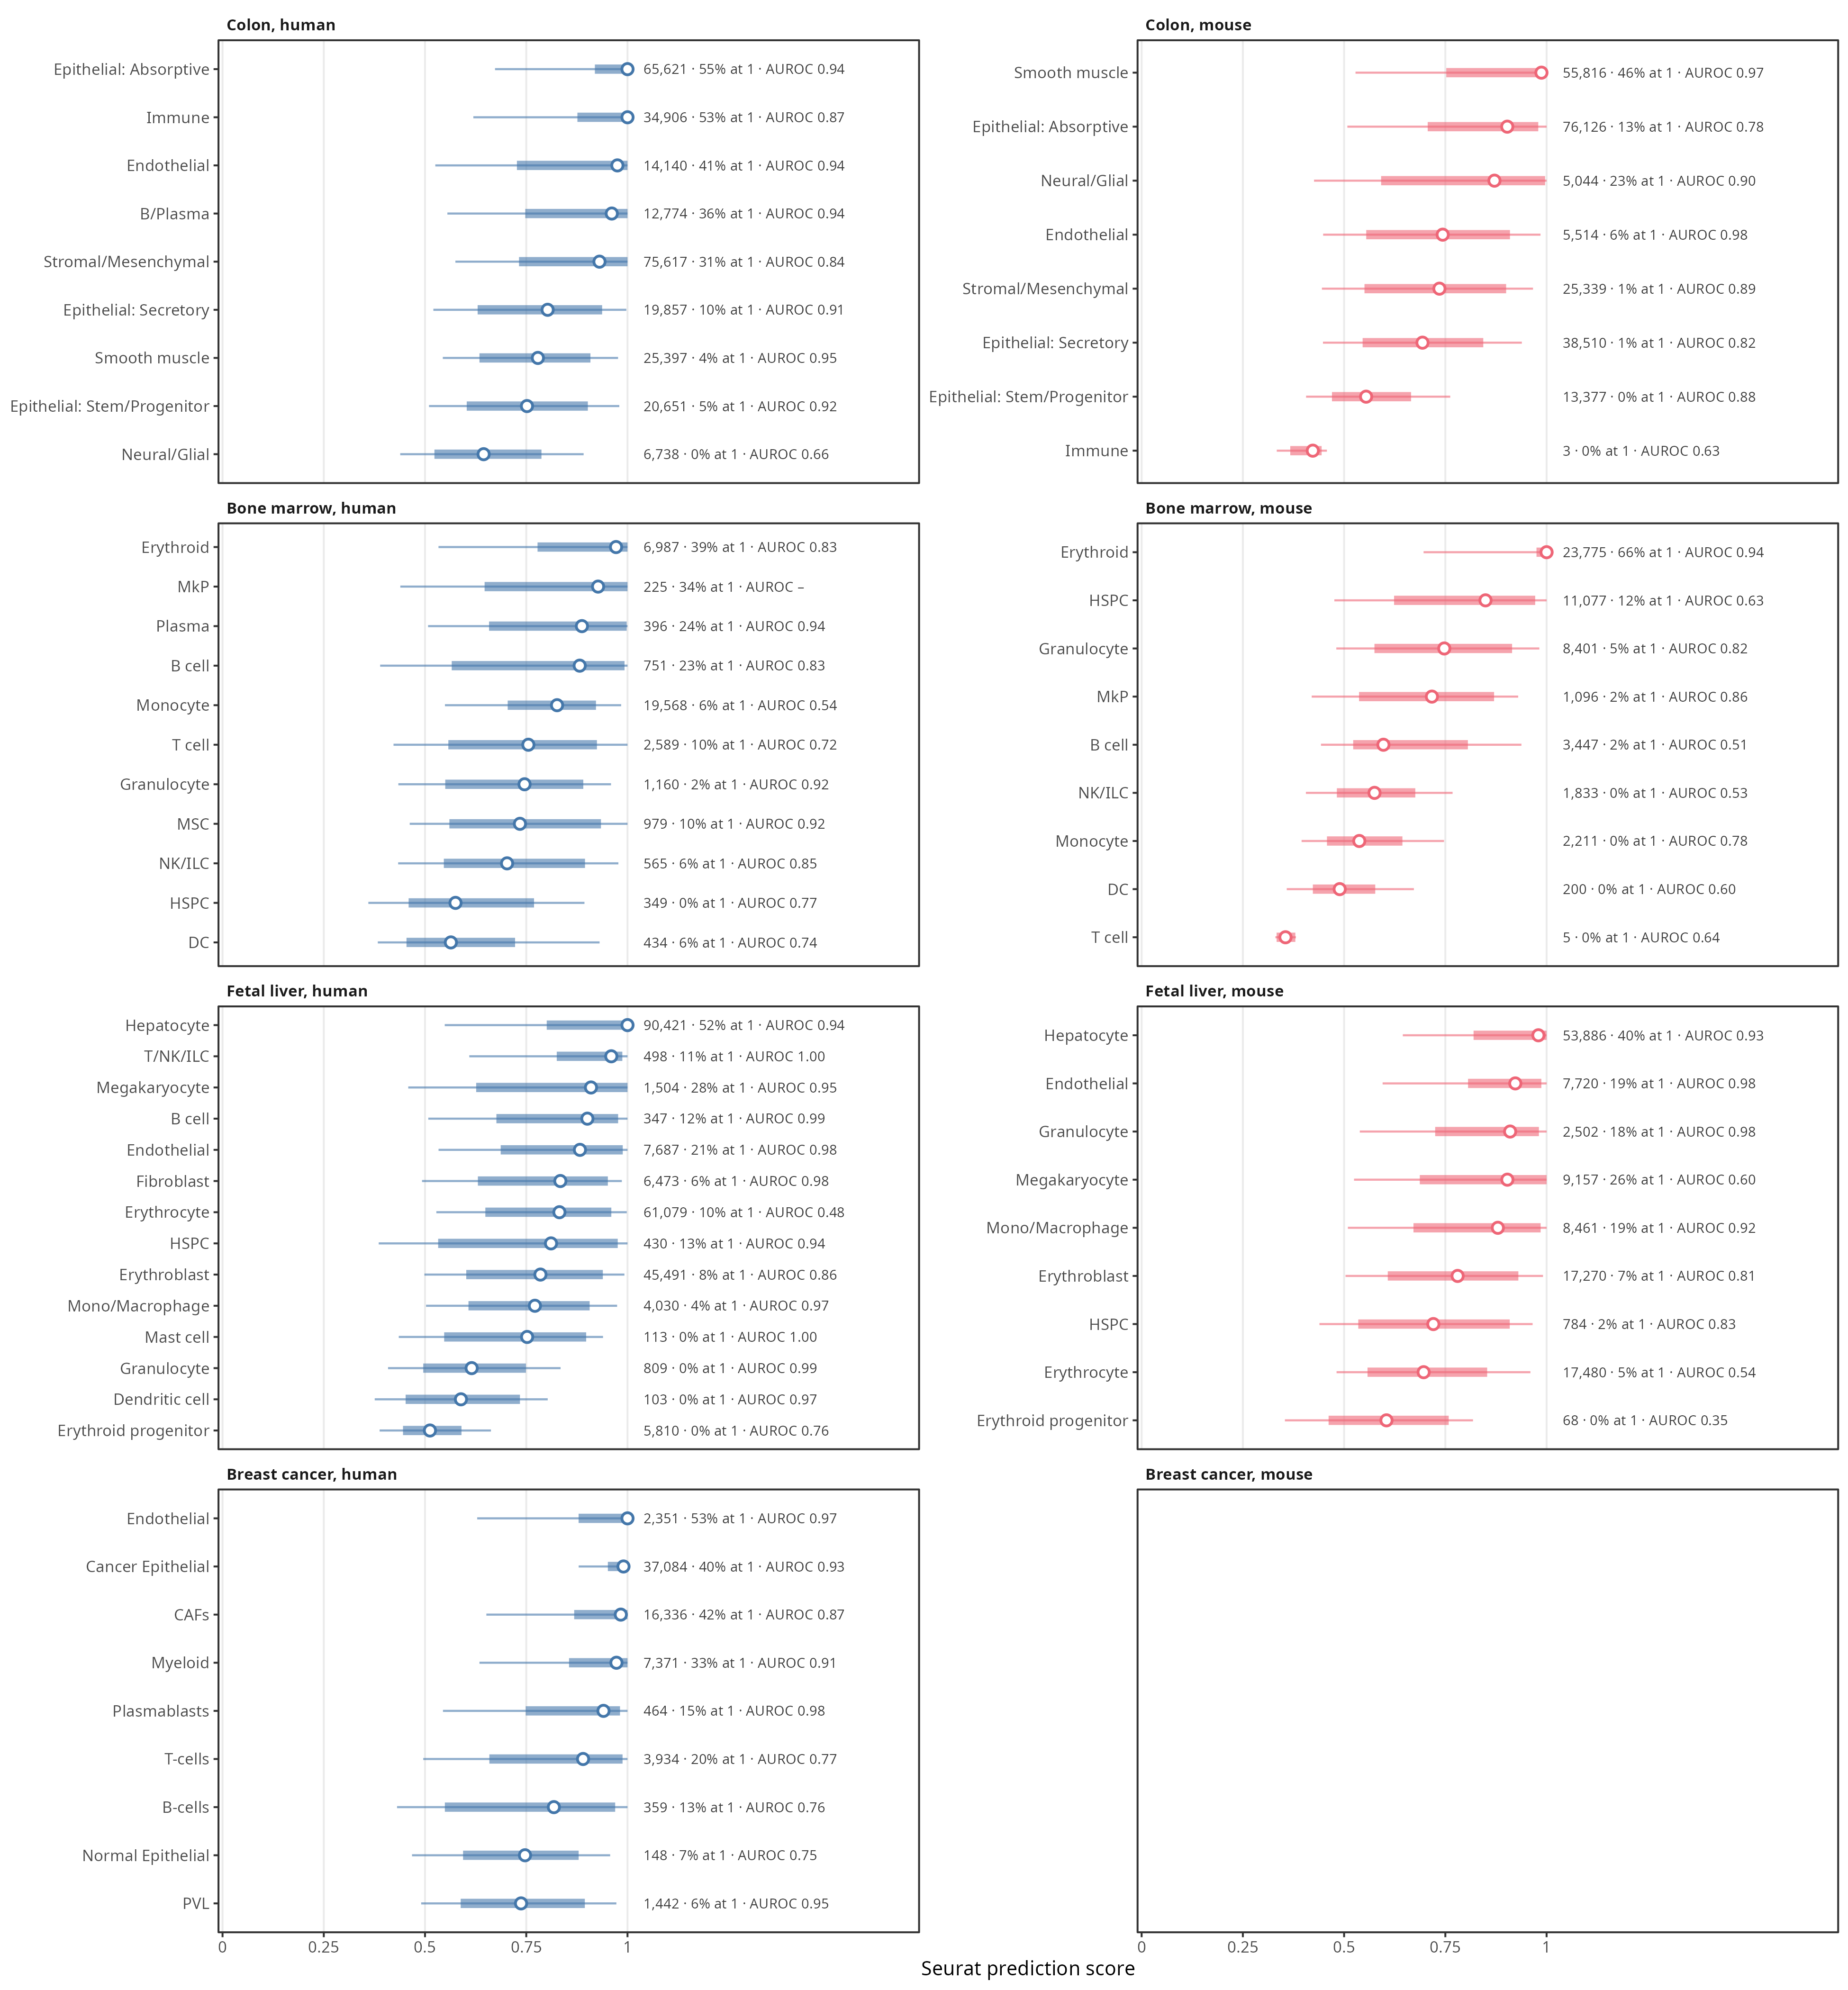 Colon, human
Epithelial: Absorptive 65,621 · 55% at 1 · AUROC 0.94
Immune 34,906 · 53% at 1 · AUROC 0.87
Endothelial 14,140 · 41% at 1 · AUROC 0.94
B/Plasma 12,774 · 36% at 1 · AUROC 0.94
Stromal/Mesenchymal 75,617 · 31% at 1 · AUROC 0.84
Epithelial: Secretory 19,857 · 10% at 1 · AUROC 0.91
Smooth muscle 25,397 · 4% at 1 · AUROC 0.95
Epithelial: Stem/Progenitor 20,651 · 5% at 1 · AUROC 0.92
Neural/Glial 6,738 · 0% at 1 · AUROC 0.66
Colon, mouse
Smooth muscle 55,816 · 46% at 1 · AUROC 0.97
Epithelial: Absorptive 76,126 · 13% at 1 · AUROC 0.78
Neural/Glial 5,044 · 23% at 1 · AUROC 0.90
Endothelial 5,514 · 6% at 1 · AUROC 0.98
Stromal/Mesenchymal 25,339 · 1% at 1 · AUROC 0.89
Epithelial: Secretory 38,510 · 1% at 1 · AUROC 0.82
Epithelial: Stem/Progenitor 13,377 · 0% at 1 · AUROC 0.88
Immune 3 · 0% at 1 · AUROC 0.63
Bone marrow, human
Erythroid 6,987 · 39% at 1 · AUROC 0.83
MkP 225 · 34% at 1 · AUROC –
Plasma 396 · 24% at 1 · AUROC 0.94
B cell 751 · 23% at 1 · AUROC 0.83
Monocyte 19,568 · 6% at 1 · AUROC 0.54
T cell 2,589 · 10% at 1 · AUROC 0.72
Granulocyte 1,160 · 2% at 1 · AUROC 0.92
MSC 979 · 10% at 1 · AUROC 0.92
NK/ILC 565 · 6% at 1 · AUROC 0.85
HSPC 349 · 0% at 1 · AUROC 0.77
DC 434 · 6% at 1 · AUROC 0.74
Bone marrow, mouse
Erythroid 23,775 · 66% at 1 · AUROC 0.94
HSPC 11,077 · 12% at 1 · AUROC 0.63
Granulocyte 8,401 · 5% at 1 · AUROC 0.82
MkP 1,096 · 2% at 1 · AUROC 0.86
B cell 3,447 · 2% at 1 · AUROC 0.51
NK/ILC 1,833 · 0% at 1 · AUROC 0.53
Monocyte 2,211 · 0% at 1 · AUROC 0.78
DC 200 · 0% at 1 · AUROC 0.60
T cell 5 · 0% at 1 · AUROC 0.64
Fetal liver, human
Hepatocyte 90,421 · 52% at 1 · AUROC 0.94
T/NK/ILC 498 · 11% at 1 · AUROC 1.00
Megakaryocyte 1,504 · 28% at 1 · AUROC 0.95
B cell 347 · 12% at 1 · AUROC 0.99
Endothelial 7,687 · 21% at 1 · AUROC 0.98
Fibroblast 6,473 · 6% at 1 · AUROC 0.98
Erythrocyte 61,079 · 10% at 1 · AUROC 0.48
HSPC 430 · 13% at 1 · AUROC 0.94
Erythroblast 45,491 · 8% at 1 · AUROC 0.86
Mono/Macrophage 4,030 · 4% at 1 · AUROC 0.97
Mast cell 113 · 0% at 1 · AUROC 1.00
Granulocyte 809 · 0% at 1 · AUROC 0.99
Dendritic cell 103 · 0% at 1 · AUROC 0.97
Erythroid progenitor 5,810 · 0% at 1 · AUROC 0.76
Fetal liver, mouse
Hepatocyte 53,886 · 40% at 1 · AUROC 0.93
Endothelial 7,720 · 19% at 1 · AUROC 0.98
Granulocyte 2,502 · 18% at 1 · AUROC 0.98
Megakaryocyte 9,157 · 26% at 1 · AUROC 0.60
Mono/Macrophage 8,461 · 19% at 1 · AUROC 0.92
Erythroblast 17,270 · 7% at 1 · AUROC 0.81
HSPC 784 · 2% at 1 · AUROC 0.83
Erythrocyte 17,480 · 5% at 1 · AUROC 0.54
Erythroid progenitor 68 · 0% at 1 · AUROC 0.35
Breast cancer, human
Endothelial 2,351 · 53% at 1 · AUROC 0.97
Cancer Epithelial 37,084 · 40% at 1 · AUROC 0.93
CAFs 16,336 · 42% at 1 · AUROC 0.87
Myeloid 7,371 · 33% at 1 · AUROC 0.91
Plasmablasts 464 · 15% at 1 · AUROC 0.98
T-cells 3,934 · 20% at 1 · AUROC 0.77
B-cells 359 · 13% at 1 · AUROC 0.76
Normal Epithelial 148 · 7% at 1 · AUROC 0.75
PVL 1,442 · 6% at 1 · AUROC 0.95
0 0.25 0.5 0.75 1
Breast cancer, mouse
0 0.25 0.5 0.75 1
Seurat prediction score